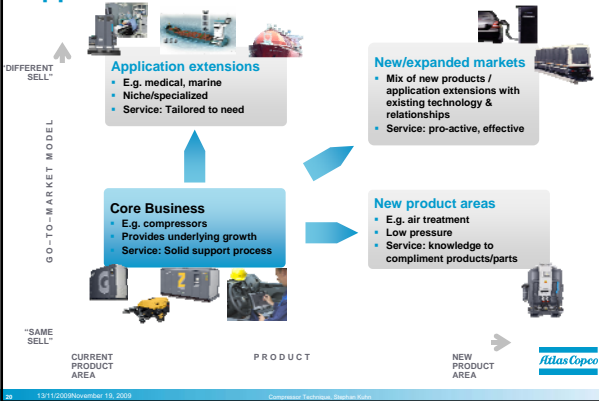 "DIFFERENT
SELL"
GO-TO-MARKET MODEL
"SAME
SELL"
Application extensions
E.g. medical, marine
Niche/specialized
Service: Tailored to need
New/expanded markets
Mix of new products /
application extensions with
existing technology &
relationships
Service: pro-active, effective
Core Business
E.g. compressors
Provides underlying growth
Service: Solid support process
New product areas
E.g. air treatment
Low pressure
Service: knowledge to
compliment products/parts
G
Z
CURRENT
PRODUCT
AREA
PRODUCT
NEW
PRODUCT
AREA
Atlas Copco
20 13/11/2009November 19, 2009 Compressor Technique, Stephan Kuhn